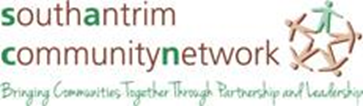 southantrim
communitynetwork
Bringing Communities Together Through Partnership and Leadership